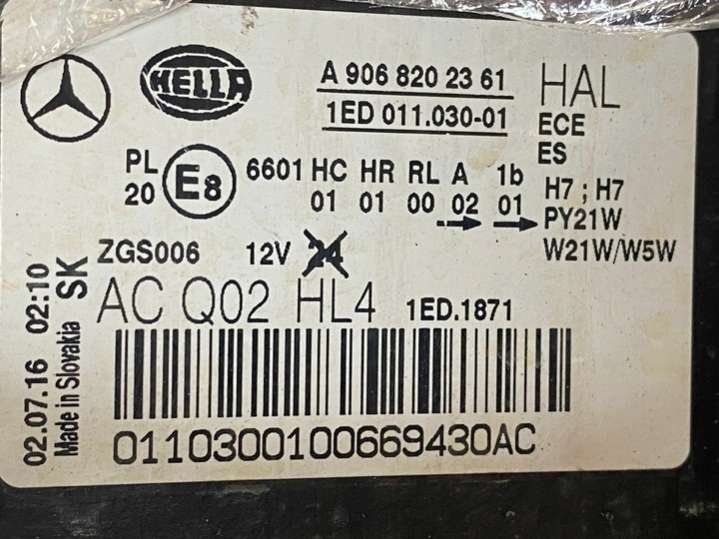 HELLA
A 906 820 23 61
1ED 011.030-01
HAL
ECE
ES
PL
20
E8
6601 HC HR RL A 1b
01 01 00 02 01
H7 ; H7
PY21W
W21W/W5W
ZGS006 12V 24
AC Q02 HL4 1ED.1871
0110300100669430AC
02.07.16 02:10
Made in Slovakia SK